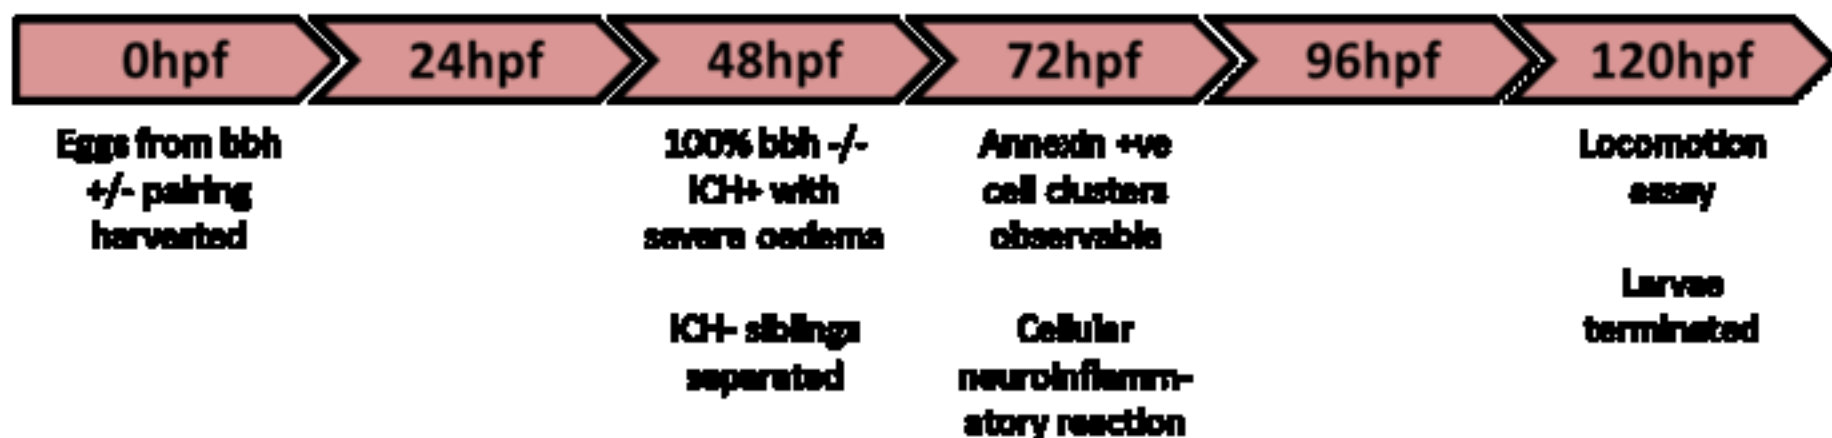 0hpf
24hpf
48hpf
72hpf
96hpf
120hpf
Eggs from bbh
+/- pairing
harvested
100% bbh -/-
ICH+ with
severe oedema
ICH- siblings
separated
Annexin +ve
cell clusters
observable
Cellular
neuroinflamm-
atory reaction
Locomotion
assay
Larvae
terminated